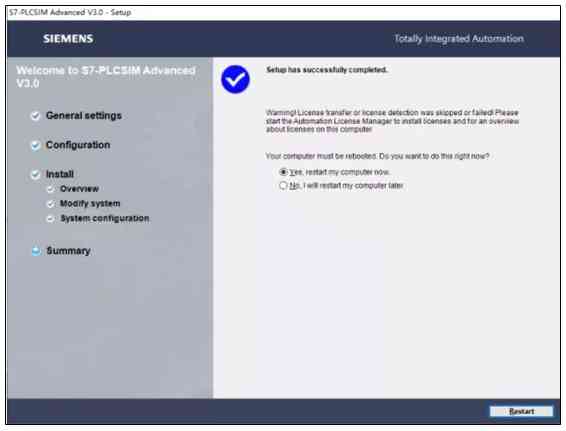 S7-PLCSIM Advanced V3.0 - Setup
SIEMENS
Totally Integrated Automation
Welcome to S7-PLCSIM Advanced
V3.0
General settings
Configuration
Install
Overview
Modify system
System configuration
Summary
Setup has successfully completed.
Warning! License transfer or license detection was skipped or failed! Please
start the Automation License Manager to install licenses and for an overview
about licenses on this computer.
Your computer must be rebooted. Do you want to do this right now?
Yes, restart my computer now.
No, I will restart my computer later.
Restart